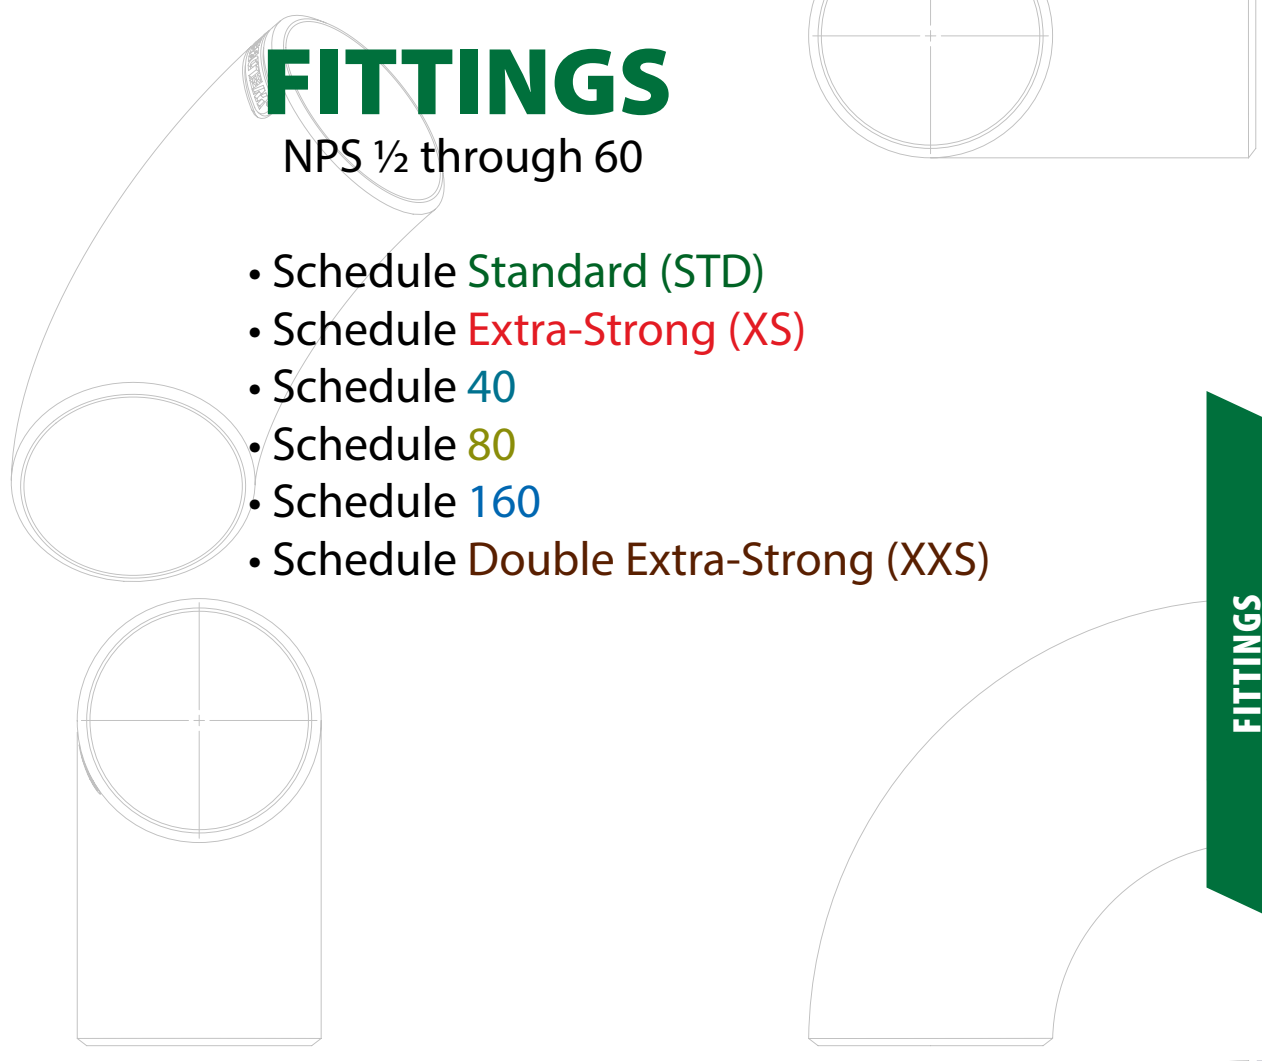 FITTINGS
NPS ½ through 60
• Schedule Standard (STD)
• Schedule Extra-Strong (XS)
• Schedule 40
• Schedule 80
• Schedule 160
• Schedule Double Extra-Strong (XXS)
FITTINGS